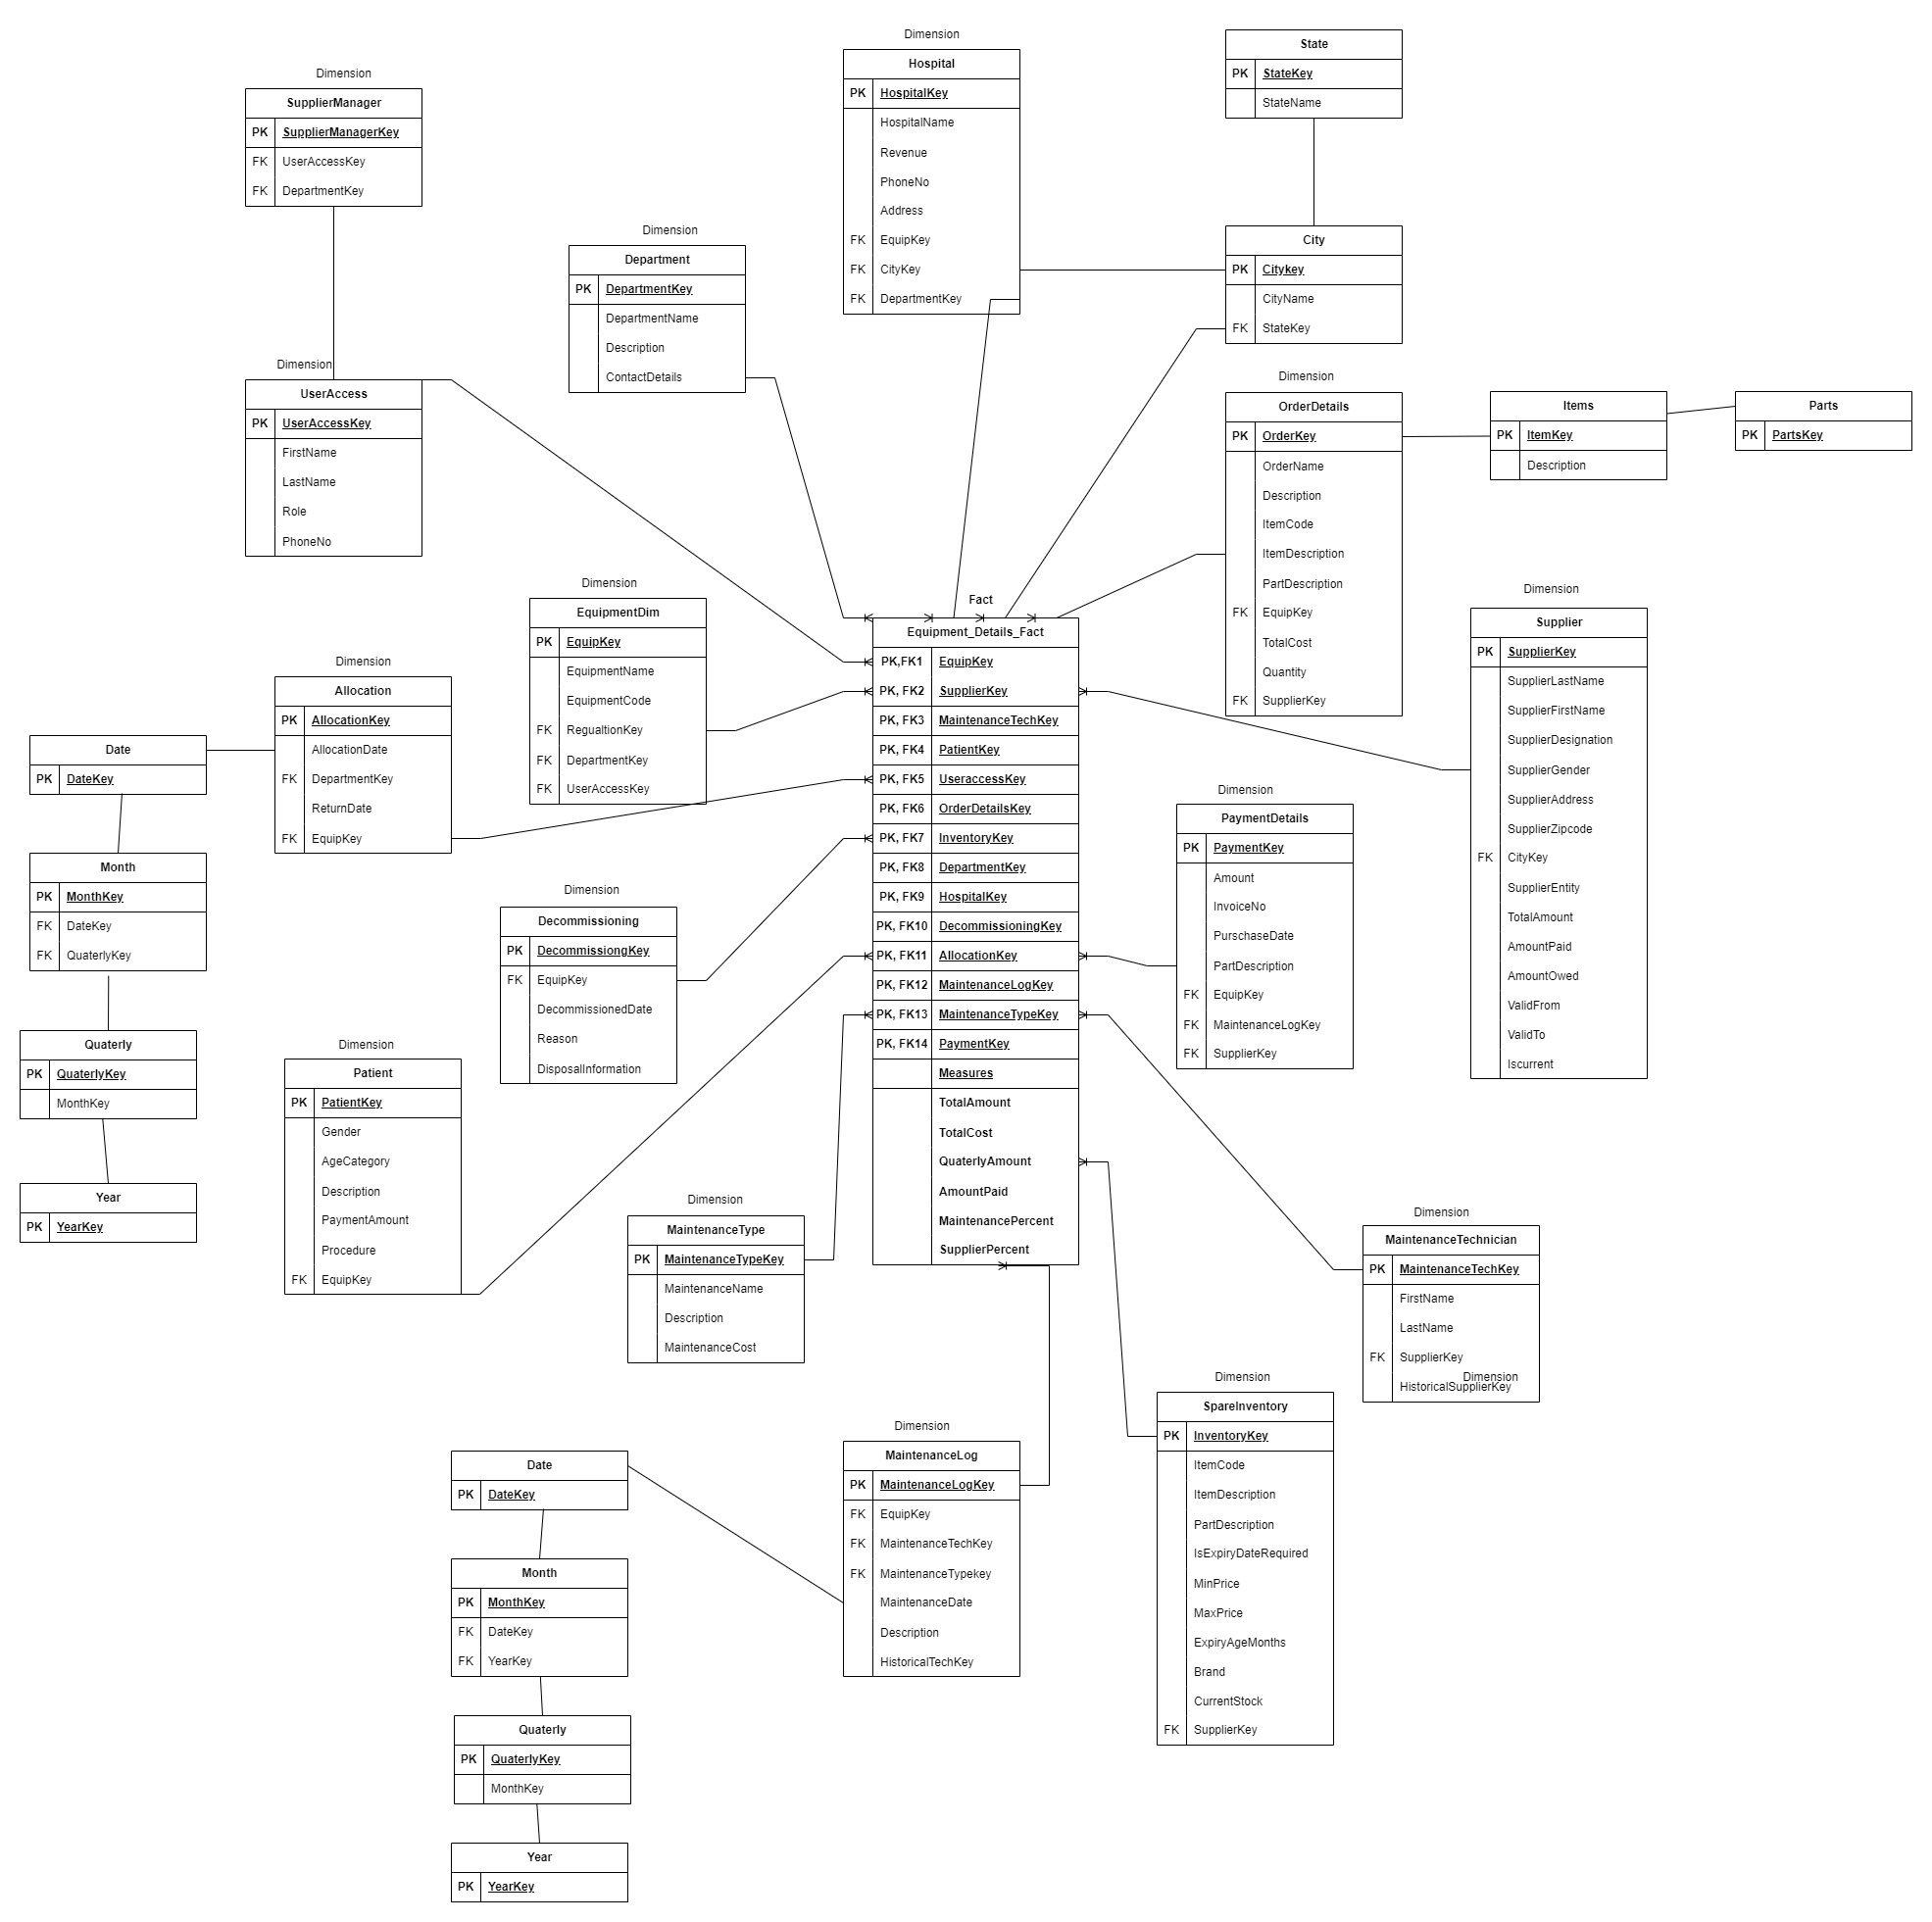 Dimension
Hospital
PK HospitalKey
HospitalName
Revenue
PhoneNo
Address
FK EquipKey
FK CityKey
FK DepartmentKey
State
PK StateKey
StateName
Dimension
SupplierManager
PK SupplierManagerKey
FK UserAccessKey
FK DepartmentKey
Dimension
Department
PK DepartmentKey
DepartmentName
Description
ContactDetails
City
PK Citykey
CityName
FK StateKey
Dimension
UserAccess
PK UserAccessKey
FirstName
LastName
Role
PhoneNo
Dimension
OrderDetails
PK OrderKey
OrderName
Description
ItemCode
ItemDescription
PartDescription
FK EquipKey
TotalCost
Quantity
FK SupplierKey
Items
PK ItemKey
Description
Parts
PK PartsKey
Dimension
EquipmentDim
PK EquipKey
EquipmentName
EquipmentCode
FK RegualtionKey
FK DepartmentKey
FK UserAccessKey
Fact
Equipment_Details_Fact
PK,FK1 EquipKey
PK, FK2 SupplierKey
PK, FK3 MaintenanceTechKey
PK, FK4 PatientKey
PK, FK5 UseraccessKey
PK, FK6 OrderDetailsKey
PK, FK7 InventoryKey
PK, FK8 DepartmentKey
PK, FK9 HospitalKey
PK, FK10 DecommissioningKey
PK, FK11 AllocationKey
PK, FK12 MaintenanceLogKey
PK, FK13 MaintenanceTypeKey
PK, FK14 PaymentKey
Measures
TotalAmount
TotalCost
QuaterlyAmount
AmountPaid
MaintenancePercent
SupplierPercent
Dimension
Supplier
PK SupplierKey
SupplierLastName
SupplierFirstName
SupplierDesignation
SupplierGender
SupplierAddress
SupplierZipcode
FK CityKey
SupplierEntity
TotalAmount
AmountPaid
AmountOwed
ValidFrom
ValidTo
Iscurrent
Dimension
Allocation
PK AllocationKey
AllocationDate
FK DepartmentKey
ReturnDate
FK EquipKey
Date
PK DateKey
Month
PK MonthKey
FK DateKey
FK QuaterlyKey
Quaterly
PK QuaterlyKey
MonthKey
Year
PK YearKey
Dimension
PaymentDetails
PK PaymentKey
Amount
InvoiceNo
PurschaseDate
PartDescription
FK EquipKey
FK MaintenanceLogKey
FK SupplierKey
Dimension
Decommissioning
PK DecommissiongKey
FK EquipKey
DecommissionedDate
Reason
DisposalInformation
Dimension
Patient
PK PatientKey
Gender
AgeCategory
Description
PaymentAmount
Procedure
FK EquipKey
Dimension
MaintenanceType
PK MaintenanceTypeKey
MaintenanceName
Description
MaintenanceCost
Dimension
MaintenanceTechnician
PK MaintenanceTechKey
FirstName
LastName
FK SupplierKey
Dimension
HistoricalSupplierKey
Dimension
SpareInventory
PK InventoryKey
ItemCode
ItemDescription
PartDescription
IsExpiryDateRequired
MinPrice
MaxPrice
ExpiryAgeMonths
Brand
CurrentStock
FK SupplierKey
Dimension
MaintenanceLog
PK MaintenanceLogKey
FK EquipKey
FK MaintenanceTechKey
FK MaintenanceTypekey
MaintenanceDate
Description
HistoricalTechKey
Date
PK DateKey
Month
PK MonthKey
FK DateKey
FK YearKey
Quaterly
PK QuaterlyKey
MonthKey
Year
PK YearKey